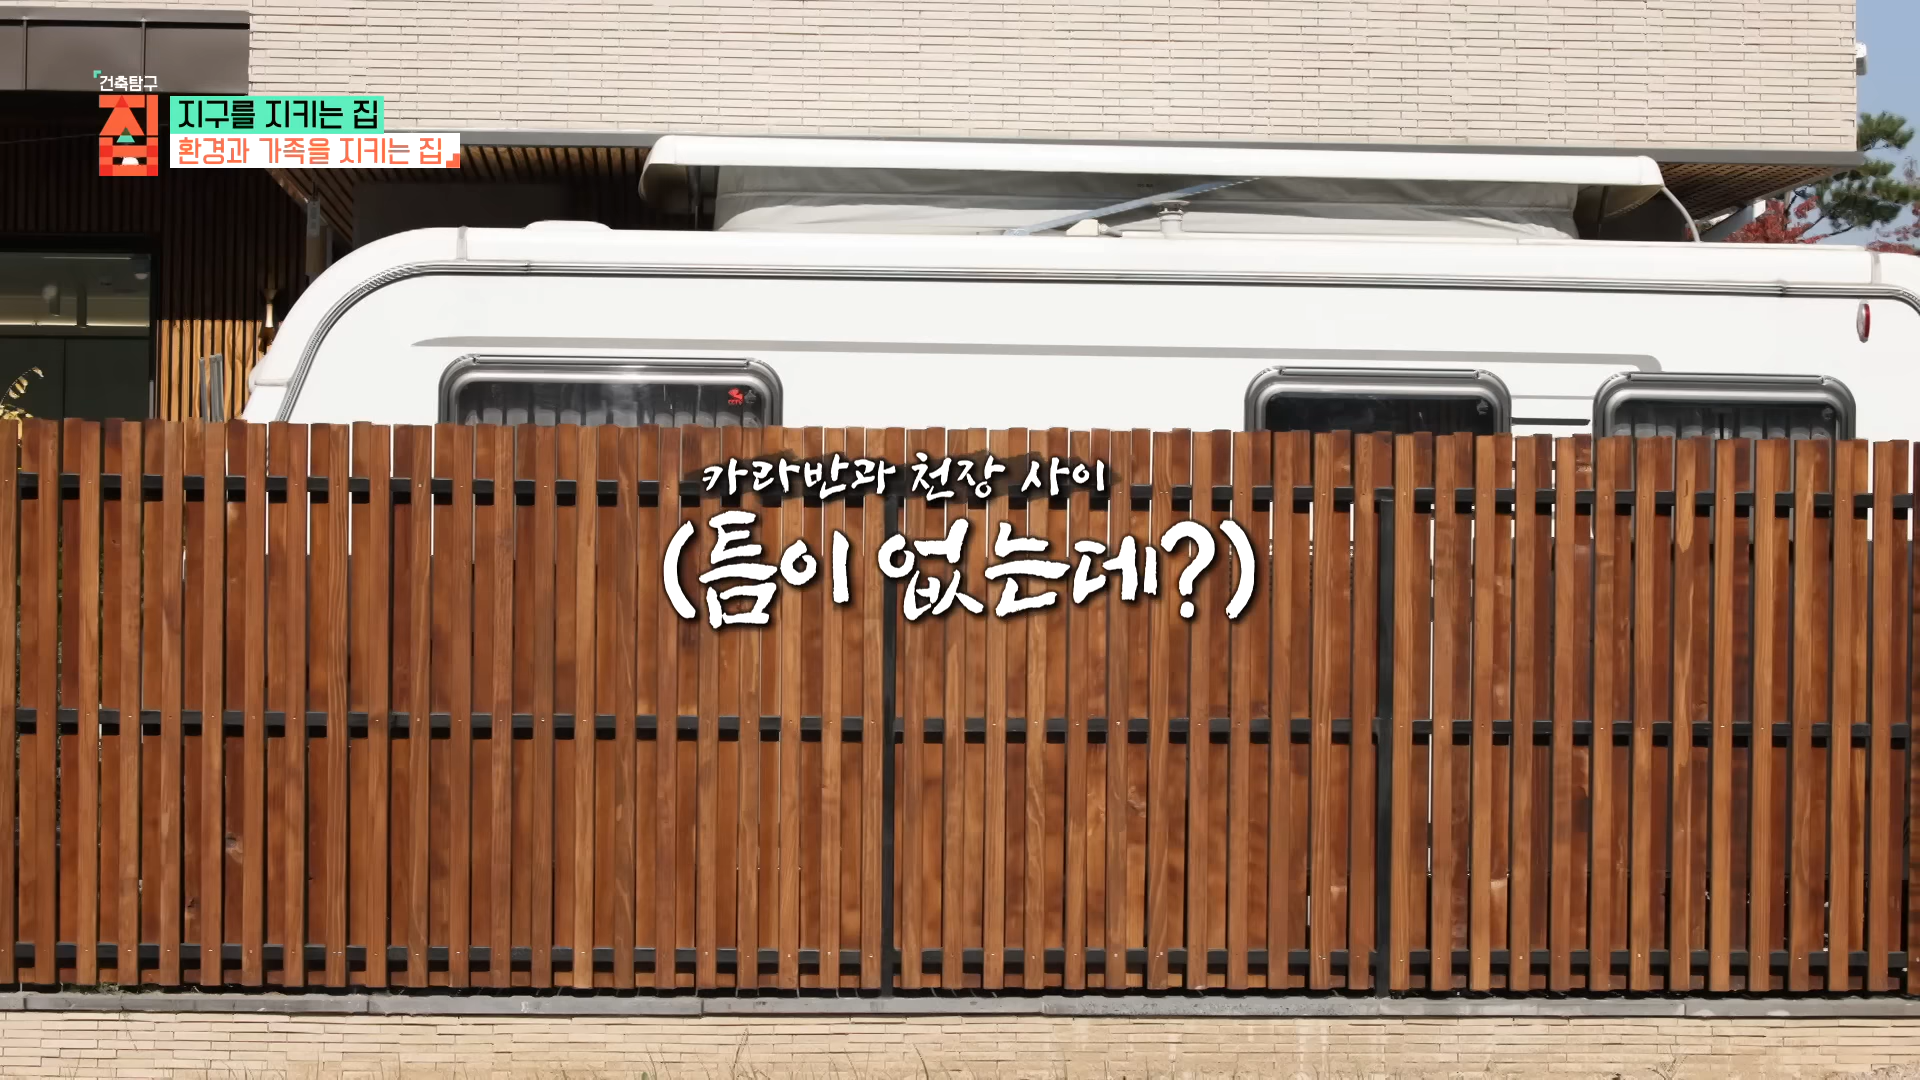 건축탐구
집
지구를 지키는 집
환경과 가족을 지키는 집
카라반과 천장 사이
(틈이 없는데?)